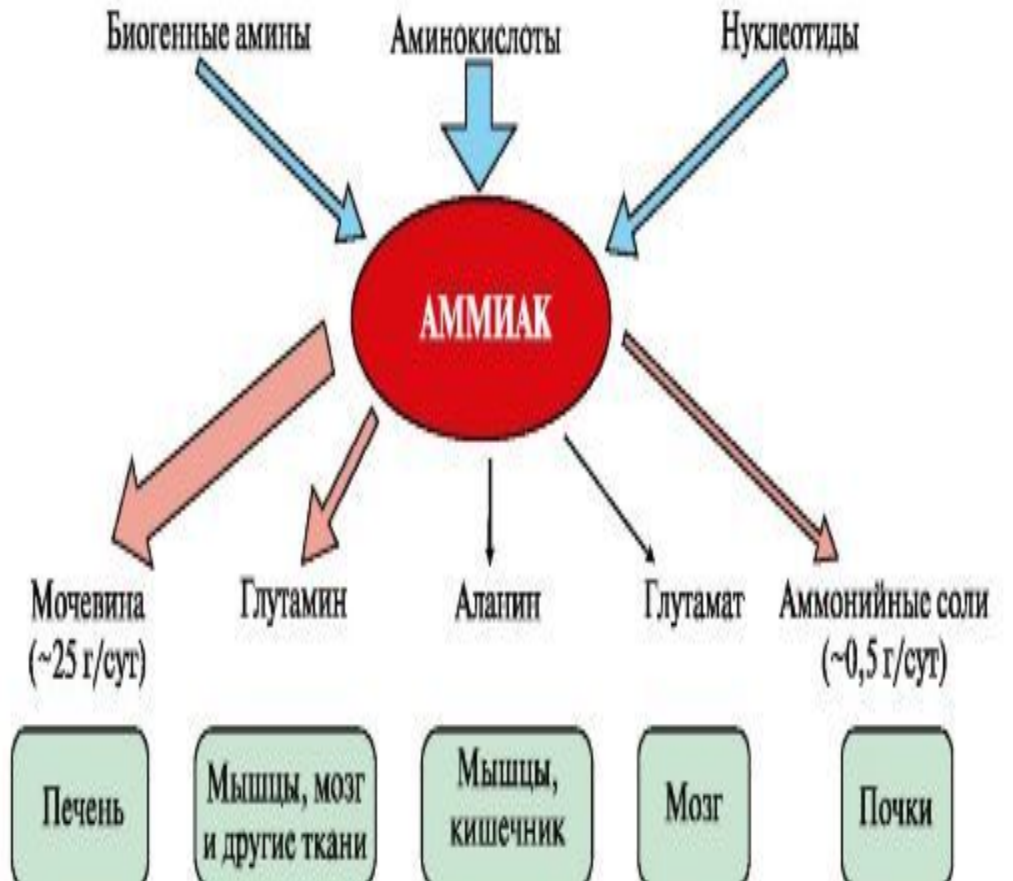 Биогенные амины
Аминокислоты
Нуклеотиды
АММИАК
Мочевина
(~25 г/сут)
Глутамин
Аланин
Глутамат
Аммонийные соли
(~0,5 г/сут)
Печень
Мышцы, мозг
и другие ткани
Мышцы,
кишечник
Мозг
Почки